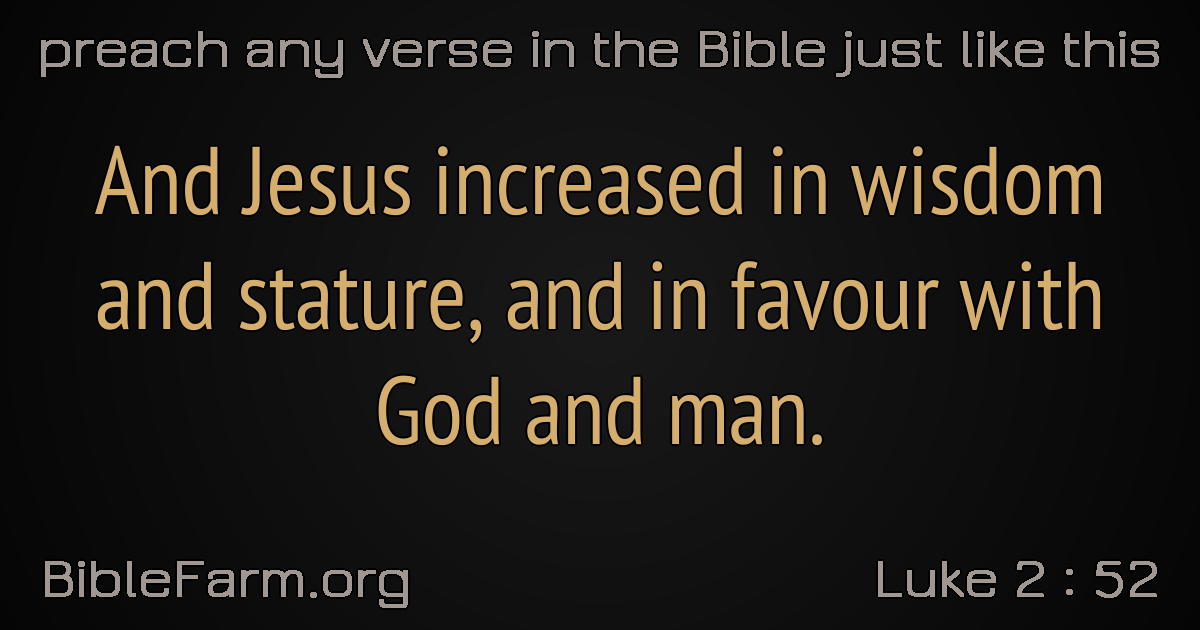 preach any verse in the Bible just like this
And Jesus increased in wisdom
and stature, and in favour with
God and man.
BibleFarm.org
Luke 2 : 52